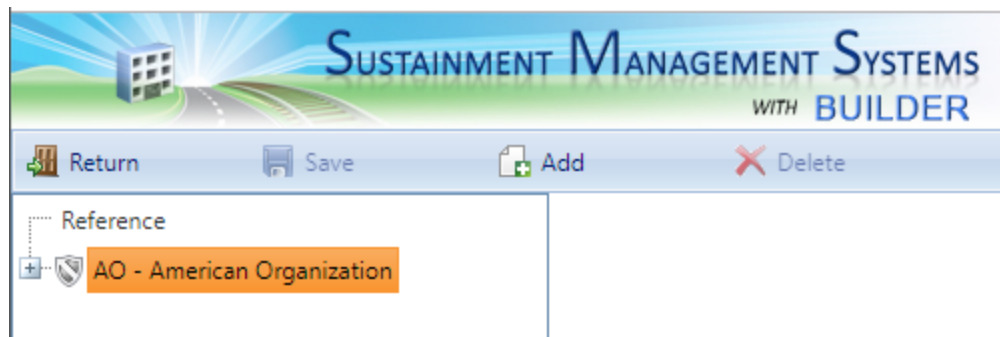 SUSTAINMENT MANAGEMENT SYSTEMS
WITH BUILDER
Return Save Add Delete
Reference
AO - American Organization